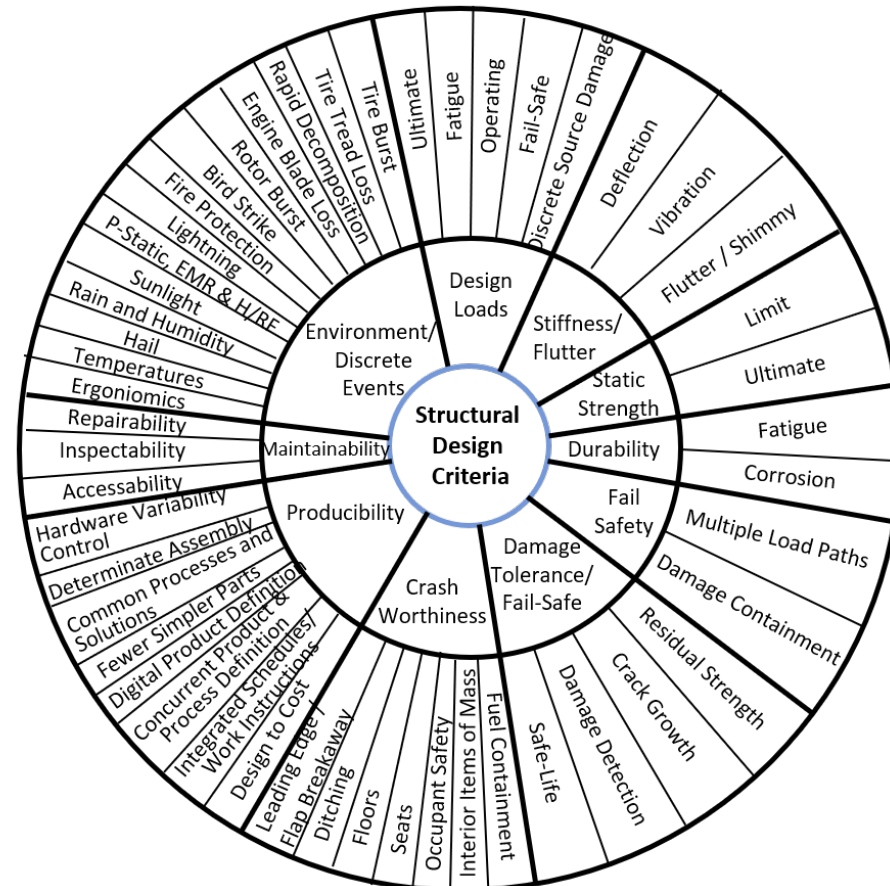 Structural
Design
Criteria
Design
Loads
Ultimate
Fatigue
Operating
Fail-Safe
Discrete Source Damage
Stiffness/
Flutter
Deflection
Vibration
Flutter / Shimmy
Static
Strength
Limit
Ultimate
Durability
Fatigue
Corrosion
Fail
Safety
Multiple Load Paths
Damage Containment
Damage
Tolerance/
Fail-Safe
Residual Strength
Crack Growth
Damage Detection
Safe-Life
Crash
Worthiness
Fuel Containment
Interior Items of Mass
Occupant Safety
Seats
Floors
Ditching
Leading Edge /
Flap Breakaway
Producibility
Design to Cost
Integrated Schedules/
Work Instructions
Concurrent Product &
Process Definition
Digital Product Definition
Fewer Simpler Parts
Common Processes and
Solutions
Determinate Assembly
Hardware Variability
Control
Maintainability
Accessability
Inspectability
Repairability
Environment/
Discrete
Events
Ergoniomics
Temperatures
Hail
Rain and Humidity
Sunlight
P-Static, EMR & H/RF
Lightning
Fire Protection
Bird Strike
Rotor Burst
Engine Blade Loss
Rapid Decomposition
Tire Tread Loss
Tire Burst